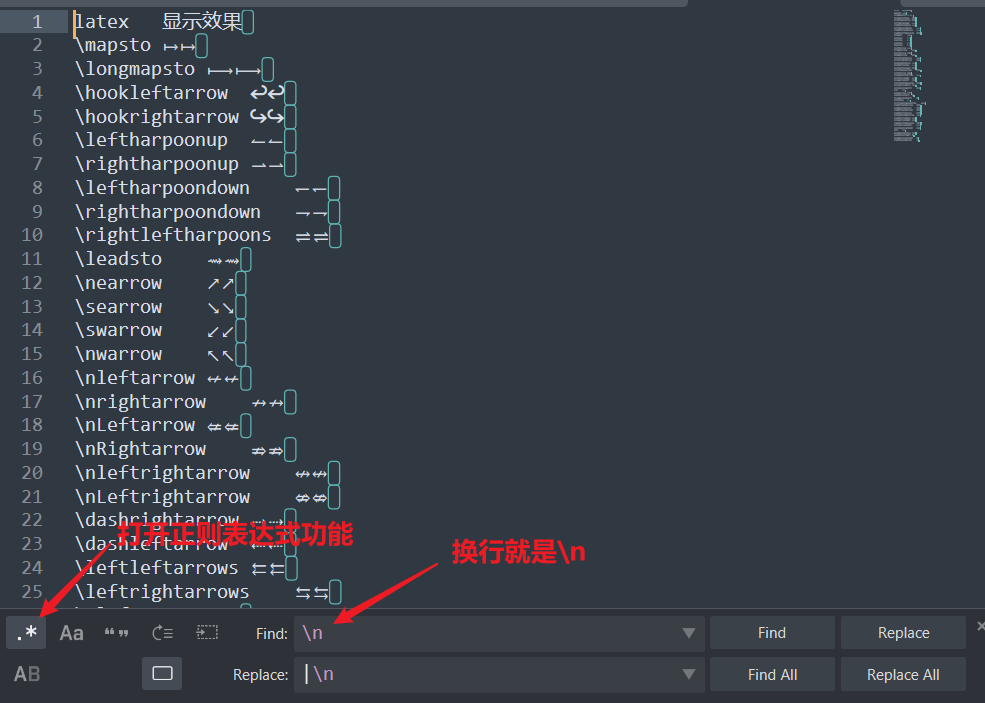 1 latex 显示效果
2 \mapsto ↦↦
3 \longmapsto ⟼⟼
4 \hookleftarrow ↩↩
5 \hookrightarrow ↪↪
6 \leftharpoonup ↼↼
7 \rightharpoonup ⇀⇀
8 \leftharpoondown ↽↽
9 \rightharpoondown ⇁⇁
10 \rightleftharpoons ⇌⇌
11 \leadsto ⇝⇝
12 \nearrow ↗↗
13 \searrow ↘↘
14 \swarrow ↙↙
15 \nwarrow ↖↖
16 \nleftarrow ↚↚
17 \nrightarrow ↛↛
18 \nLeftarrow ⇍⇍
19 \nRightarrow ⇏⇏
20 \nleftrightarrow ↮↮
21 \nLeftrightarrow ⇎⇎
22 \dashrightarrow ⇢⇢
打开正则表达式功能
23 \dashleftarrow ⇠⇠
换行就是\n
24 \leftleftarrows ⇇⇇
25 \leftrightarrows ⇆⇆
.* Aa “” Find: \n Find Replace
AB Replace: |\n Find All Replace All